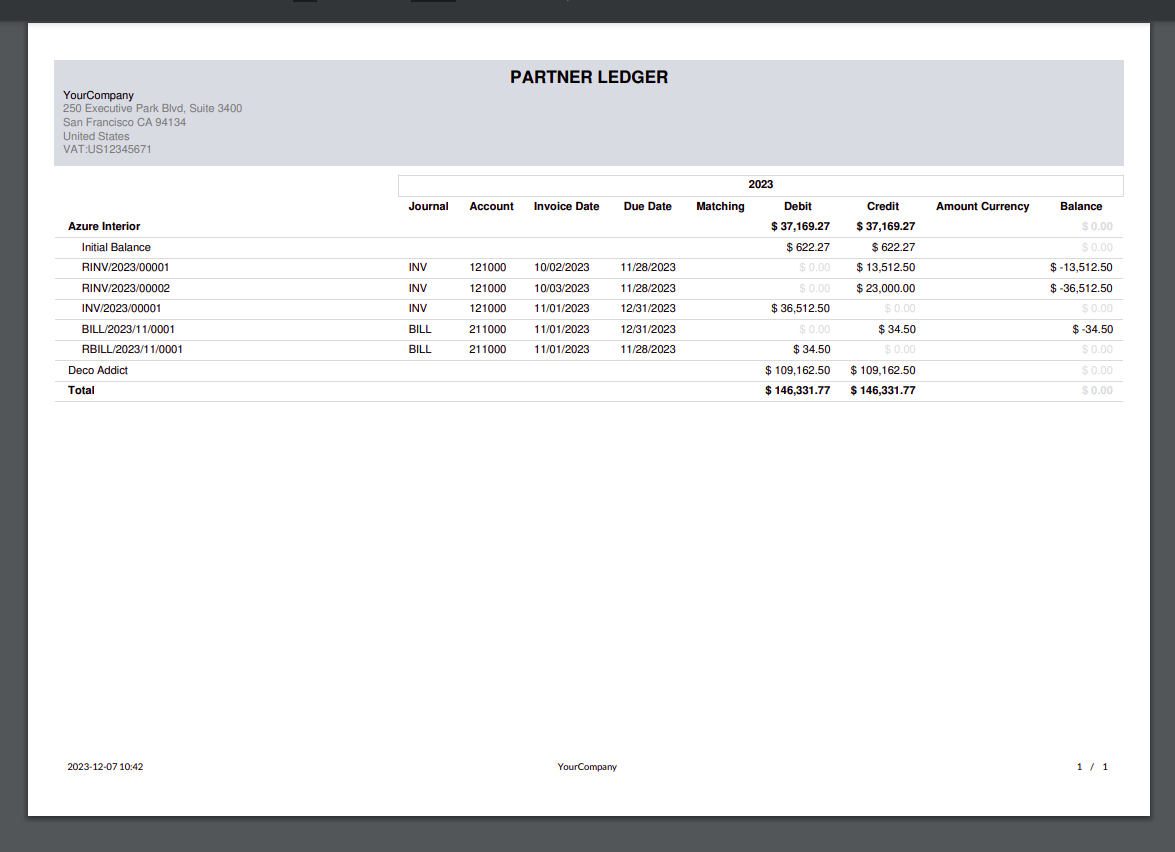 PARTNER LEDGER
YourCompany
250 Executive Park Blvd, Suite 3400
San Francisco CA 94134
United States
VAT:US12345671
2023
Journal Account Invoice Date Due Date Matching Debit Credit Amount Currency Balance
Azure Interior $ 37,169.27 $ 37,169.27 $ 0.00
Initial Balance $ 622.27 $ 622.27 $ 0.00
RINV/2023/00001 INV 121000 10/02/2023 11/28/2023 $ 0.00 $ 13,512.50 $ -13,512.50
RINV/2023/00002 INV 121000 10/03/2023 11/28/2023 $ 0.00 $ 23,000.00 $ -36,512.50
INV/2023/00001 INV 121000 11/01/2023 12/31/2023 $ 36,512.50 $ 0.00 $ 0.00
BILL/2023/11/0001 BILL 211000 11/01/2023 12/31/2023 $ 0.00 $ 34.50 $ -34.50
RBILL/2023/11/0001 BILL 211000 11/01/2023 11/28/2023 $ 34.50 $ 0.00 $ 0.00
Deco Addict $ 109,162.50 $ 109,162.50 $ 0.00
Total $ 146,331.77 $ 146,331.77 $ 0.00
2023-12-07 10:42 YourCompany 1 / 1